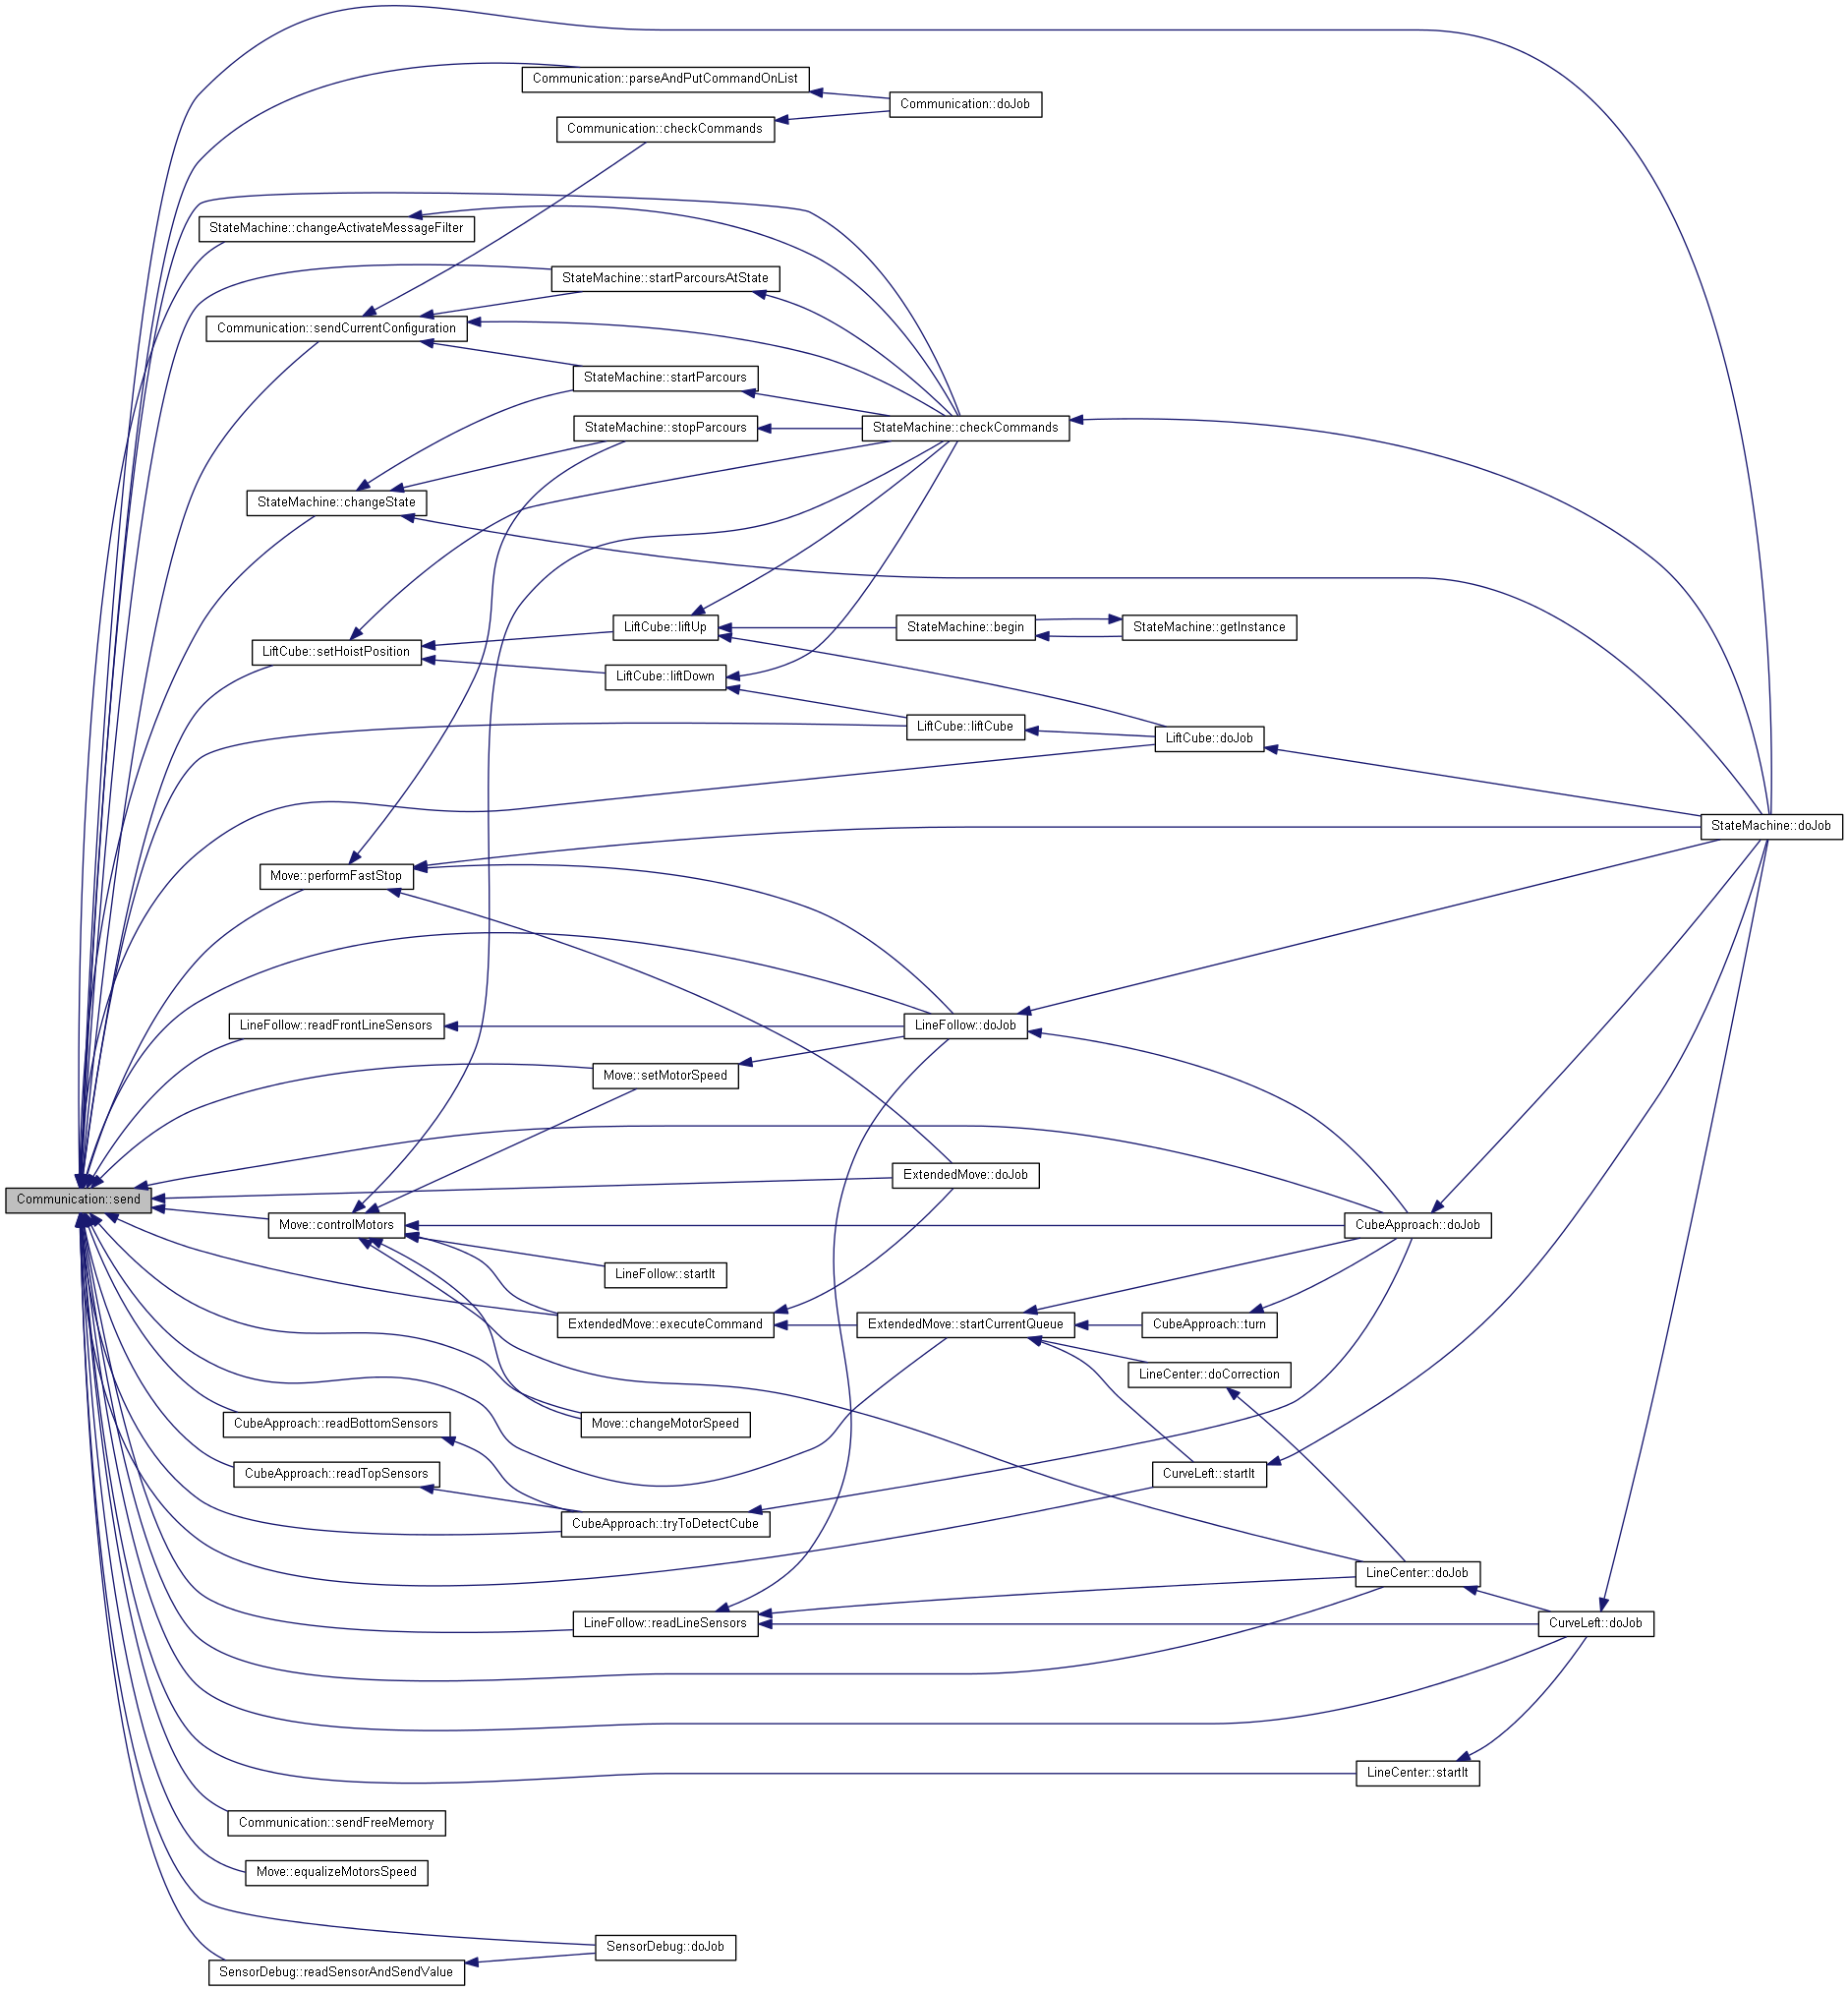 Communication::parseAndPutCommandOnList
Communication::doJob
Communication::checkCommands
StateMachine::changeActivateMessageFilter
StateMachine::startParcoursAtState
Communication::sendCurrentConfiguration
StateMachine::startParcours
StateMachine::stopParcours
StateMachine::checkCommands
StateMachine::changeState
LiftCube::liftUp
StateMachine::begin
StateMachine::getInstance
LiftCube::setHoistPosition
LiftCube::liftDown
LiftCube::liftCube
LiftCube::doJob
StateMachine::doJob
Move::performFastStop
LineFollow::readFrontLineSensors
LineFollow::doJob
Move::setMotorSpeed
ExtendedMove::doJob
Communication::send
Move::controlMotors
CubeApproach::doJob
LineFollow::startIt
ExtendedMove::executeCommand
ExtendedMove::startCurrentQueue
CubeApproach::turn
LineCenter::doCorrection
CubeApproach::readBottomSensors
Move::changeMotorSpeed
CubeApproach::readTopSensors
CurveLeft::startIt
CubeApproach::tryToDetectCube
LineCenter::doJob
LineFollow::readLineSensors
CurveLeft::doJob
LineCenter::startIt
Communication::sendFreeMemory
Move::equalizeMotorsSpeed
SensorDebug::doJob
SensorDebug::readSensorAndSendValue